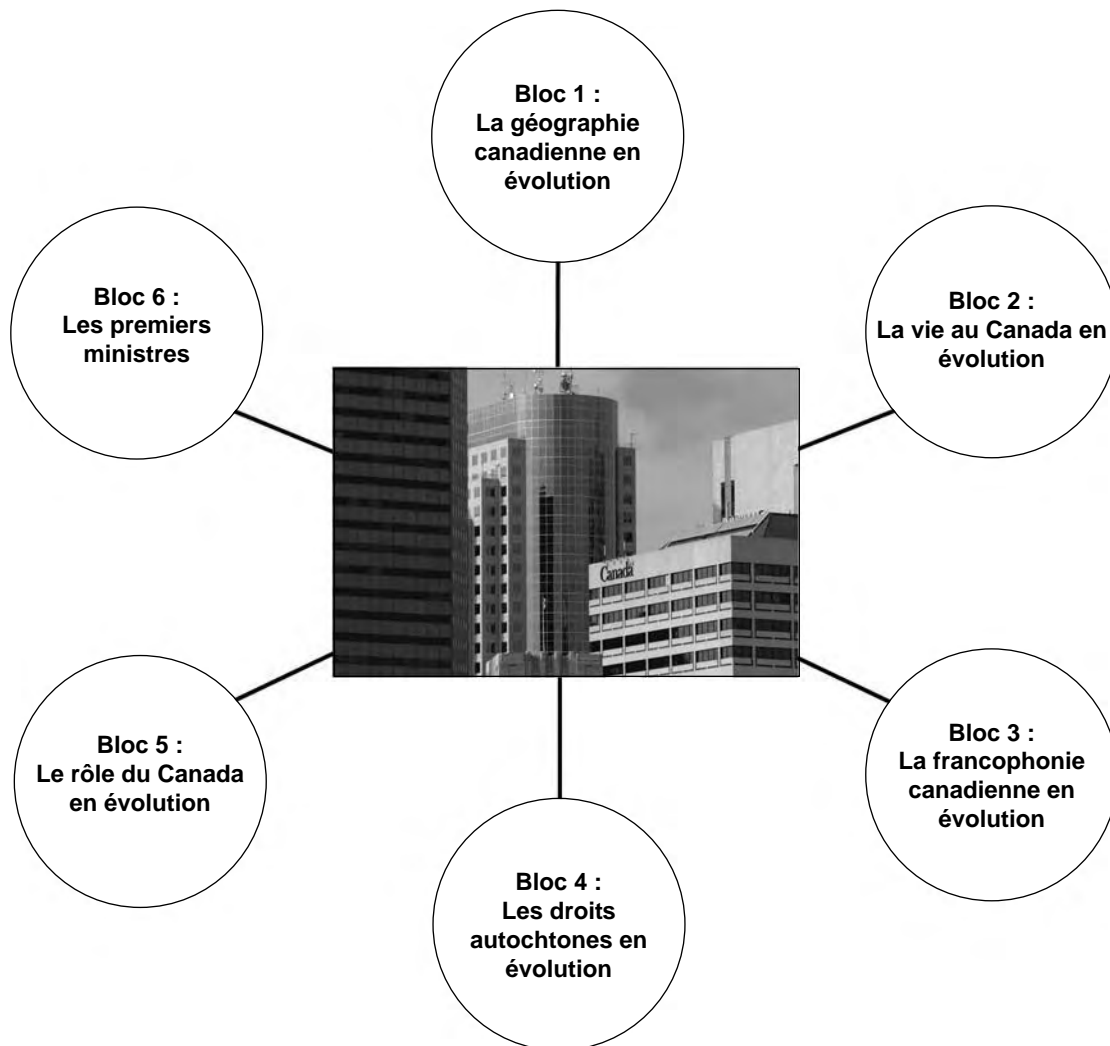 Bloc 1 :
La géographie
canadienne en
évolution
Bloc 2 :
La vie au Canada en
évolution
Bloc 3 :
La francophonie
canadienne en
évolution
Bloc 4 :
Les droits
autochtones en
évolution
Bloc 5 :
Le rôle du Canada
en évolution
Bloc 6 :
Les premiers
ministres
Canada